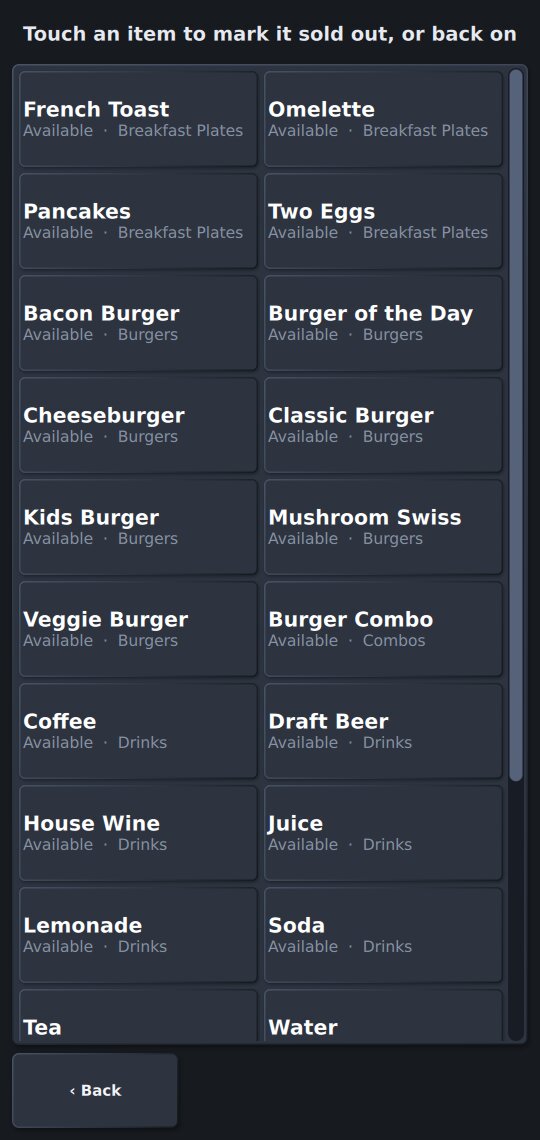 Touch an item to mark it sold out, or back on
French Toast
Available · Breakfast Plates
Omelette
Available · Breakfast Plates
Pancakes
Available · Breakfast Plates
Two Eggs
Available · Breakfast Plates
Bacon Burger
Available · Burgers
Burger of the Day
Available · Burgers
Cheeseburger
Available · Burgers
Classic Burger
Available · Burgers
Kids Burger
Available · Burgers
Mushroom Swiss
Available · Burgers
Veggie Burger
Available · Burgers
Burger Combo
Available · Combos
Coffee
Available · Drinks
Draft Beer
Available · Drinks
House Wine
Available · Drinks
Juice
Available · Drinks
Lemonade
Available · Drinks
Soda
Available · Drinks
Tea
Water
‹ Back